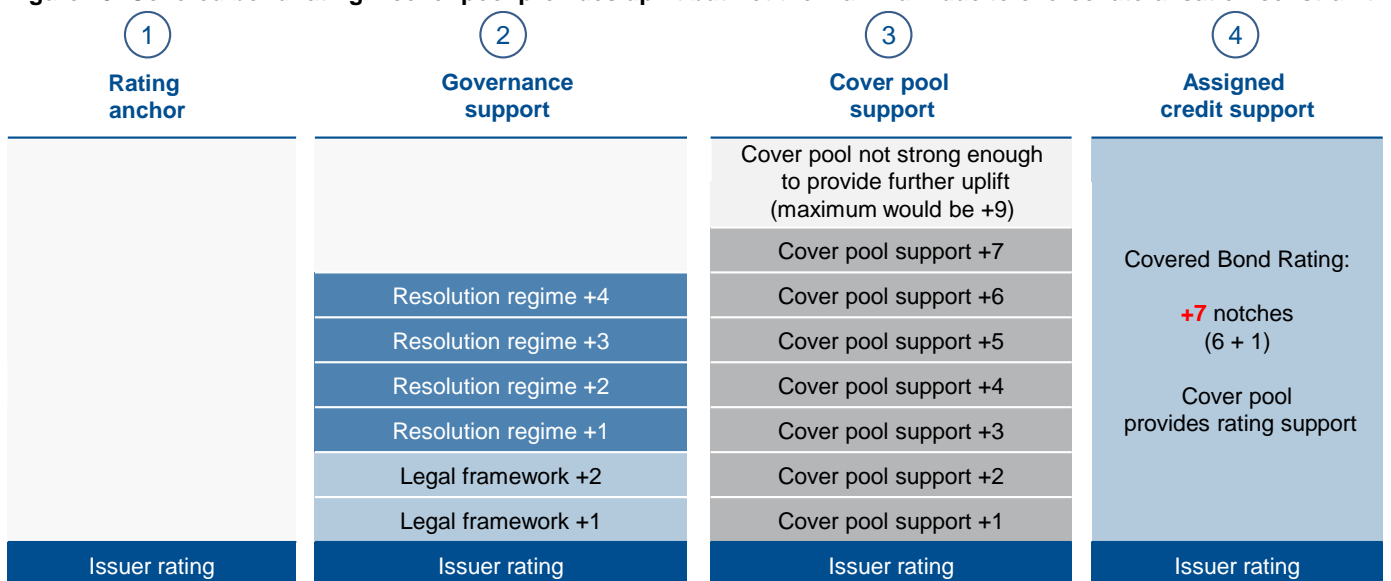 1
Rating
anchor
Issuer rating
2
Governance
support
Resolution regime +4
Resolution regime +3
Resolution regime +2
Resolution regime +1
Legal framework +2
Legal framework +1
Issuer rating
3
Cover pool
support
Cover pool not strong enough
to provide further uplift
(maximum would be +9)
Cover pool support +7
Cover pool support +6
Cover pool support +5
Cover pool support +4
Cover pool support +3
Cover pool support +2
Cover pool support +1
Issuer rating
4
Assigned
credit support
Covered Bond Rating:
+7 notches
(6 + 1)
Cover pool
provides rating support
Issuer rating